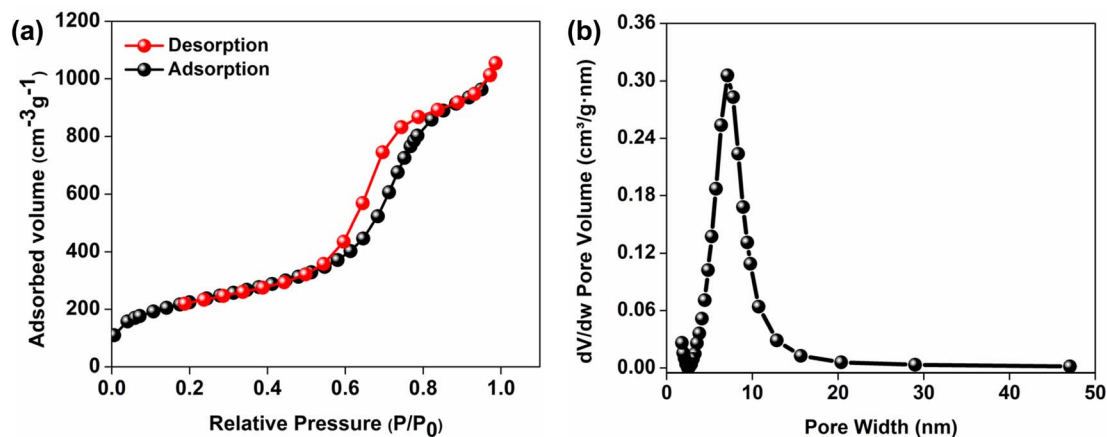 (a)
1200
1000
800
600
400
200
0
Adsorbed volume (cm-3g-1)
Desorption
Adsorption
0.0 0.2 0.4 0.6 0.8 1.0
Relative Pressure (P/P0)
(b)
0.36
0.30
0.24
0.18
0.12
0.06
0.00
dV/dw Pore Volume (cm³/g·nm)
0 10 20 30 40 50
Pore Width (nm)